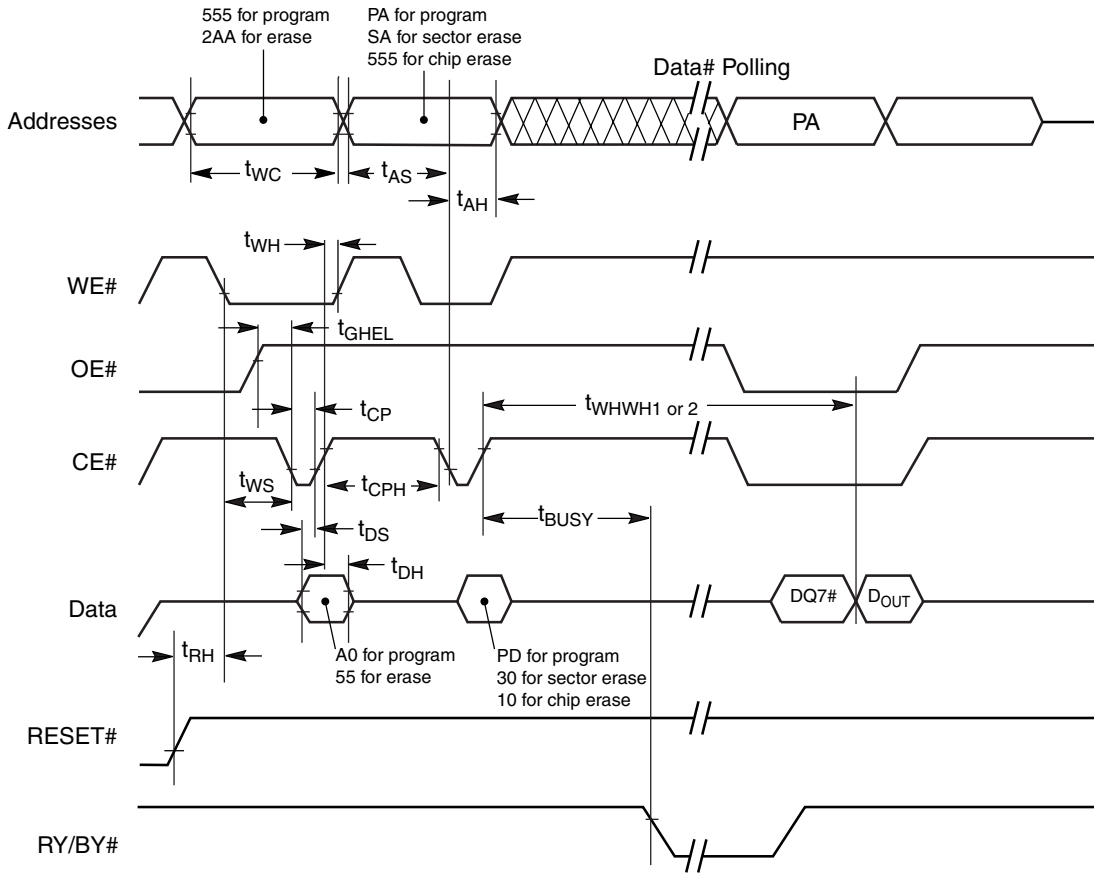 555 for program
2AA for erase
PA for program
SA for sector erase
555 for chip erase
Data# Polling
Addresses
PA
tWC
tAS
tAH
tWH
WE#
tGHEL
OE#
tWHWH1 or 2
tCP
CE#
tWS
tCPH
tBUSY
tDS
tDH
Data
DQ7#
DOUT
tRH
A0 for program
55 for erase
PD for program
30 for sector erase
10 for chip erase
RESET#
RY/BY#